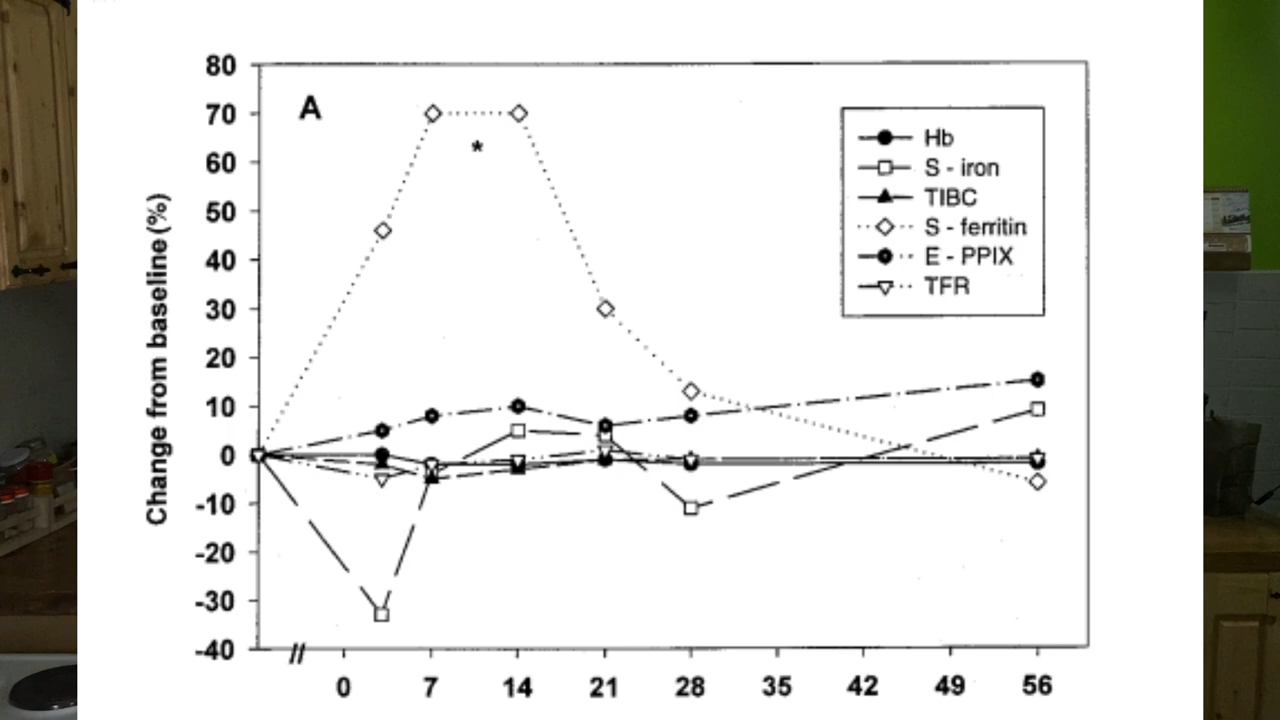 80
70
60
50
40
30
20
10
0
-10
-20
-30
-40
Change from baseline (%)
A
*
Hb
S - iron
TIBC
S - ferritin
E - PPIX
TFR
0 7 14 21 28 35 42 49 56